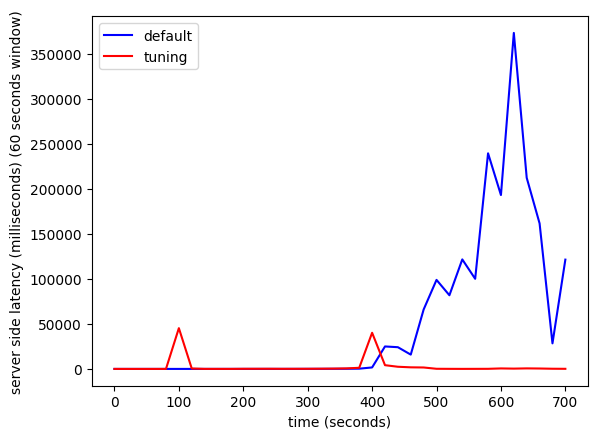 server side latency (milliseconds) (60 seconds window)
350000
300000
250000
200000
150000
100000
50000
0
default
tuning
0 100 200 300 400 500 600 700
time (seconds)